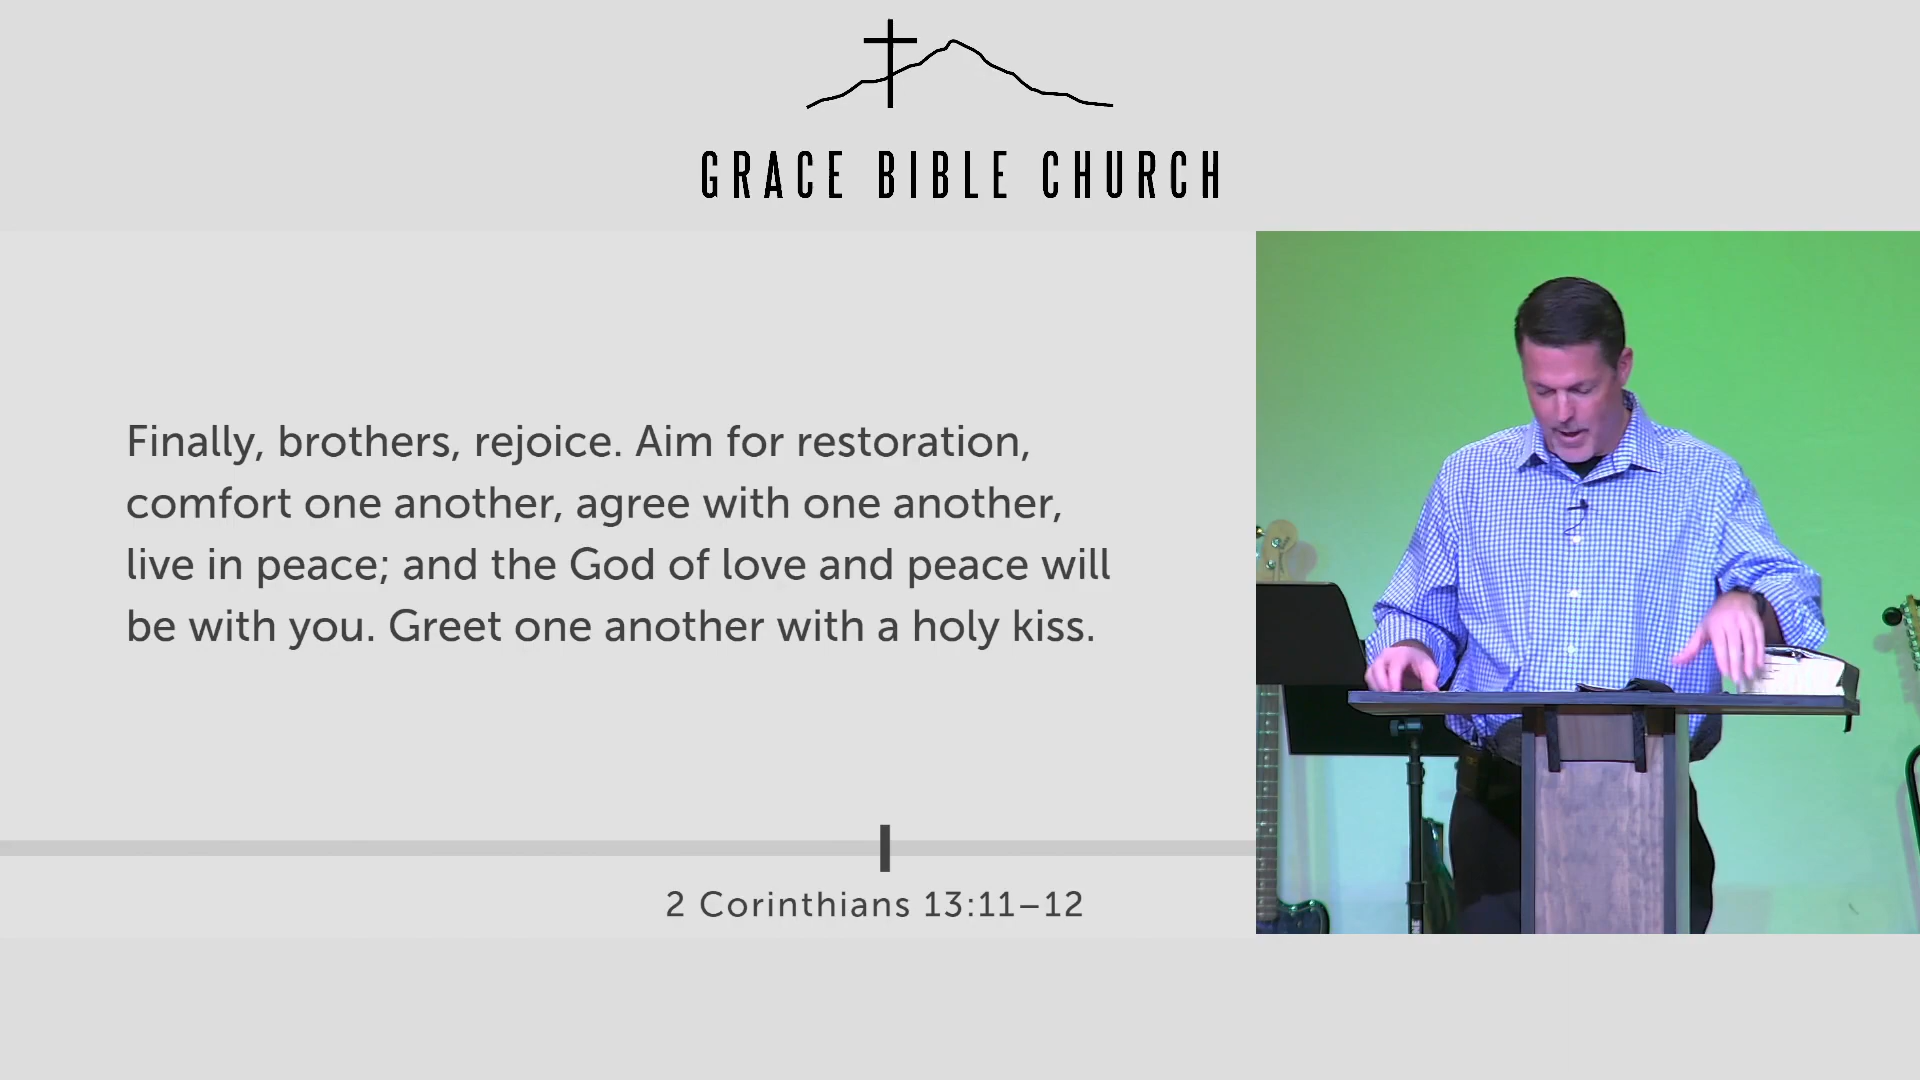 GRACE BIBLE CHURCH
Finally, brothers, rejoice. Aim for restoration,
comfort one another, agree with one another,
live in peace; and the God of love and peace will
be with you. Greet one another with a holy kiss.
2 Corinthians 13:11–12